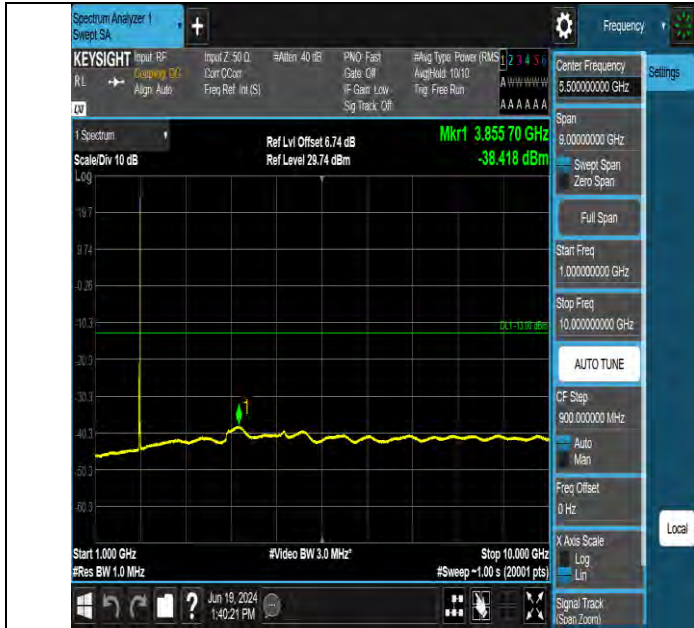 Spectrum Analyzer 1
Swept SA
Frequency
KEYSIGHT
RL
LXI
Input: RF
Coupling: DC
Align: Auto
Input Z: 50 Ω
Corr CCorr
Freq Ref: Int (S)
#Atten: 40 dB
PNO: Fast
Gate: Off
IF Gain: Low
Sig Track: Off
#Avg Type: Power (RMS
Avg|Hold: 10/10
Trig: Free Run
1 2 3 4 5 6
A W W W W W
A A A A A A
1 Spectrum
Scale/Div 10 dB
Log
Ref Lvl Offset 6.74 dB
Ref Level 29.74 dBm
Mkr1 3.855 70 GHz
-38.418 dBm
19.7
9.74
-0.26
-10.3
-20.3
-30.3
-40.3
-50.3
-60.3
DL1 -13.00 dBm
1
Start 1.000 GHz
#Res BW 1.0 MHz
#Video BW 3.0 MHz*
Stop 10.000 GHz
#Sweep ~1.00 s (20001 pts)
?
Jun 19, 2024
1:40:21 PM
Center Frequency
5.500000000 GHz
Settings
Span
9.00000000 GHz
Swept Span
Zero Span
Full Span
Start Freq
1.000000000 GHz
Stop Freq
10.000000000 GHz
AUTO TUNE
CF Step
900.000000 MHz
Auto
Man
Freq Offset
0 Hz
X Axis Scale
Log
Lin
Local
Signal Track
(Span Zoom)